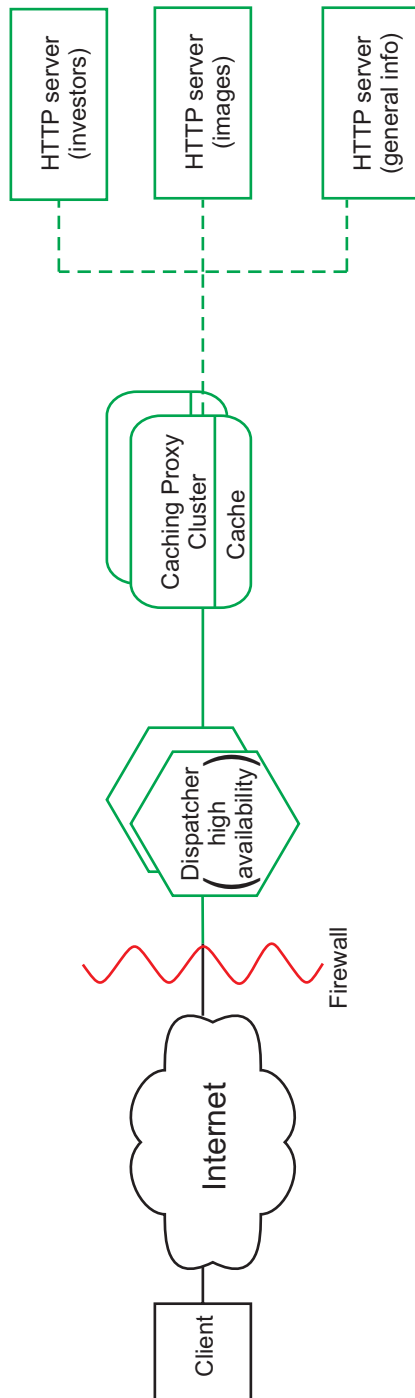 Client
Internet
Firewall
Dispatcher
(high
availability)
Caching Proxy
Cluster
Cache
HTTP server
(investors)
HTTP server
(images)
HTTP server
(general info)